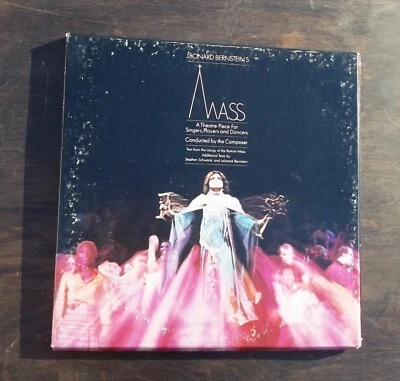 LEONARD BERNSTEIN'S
MASS
A Theatre Piece For
Singers, Players and Dancers
Conducted by the Composer
Text from the Liturgy of the Roman Mass
Additional Texts by
Stephen Schwartz and Leonard Bernstein